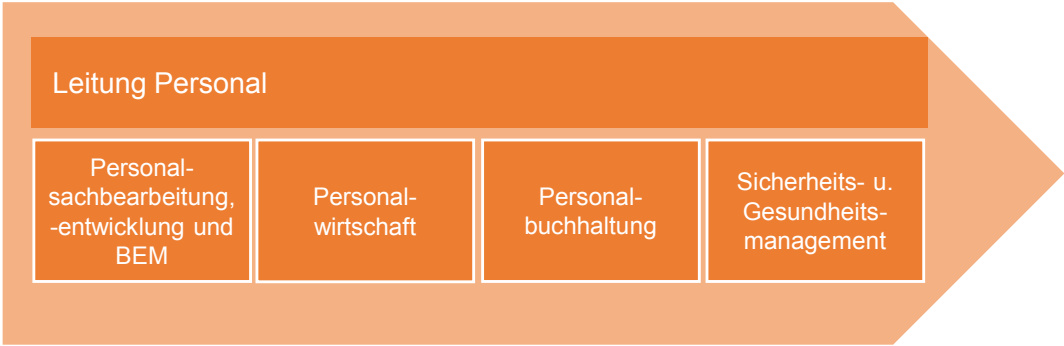 Leitung Personal
Personal-
sachbearbeitung,
-entwicklung und
BEM
Personal-
wirtschaft
Personal-
buchhaltung
Sicherheits- u.
Gesundheits-
management